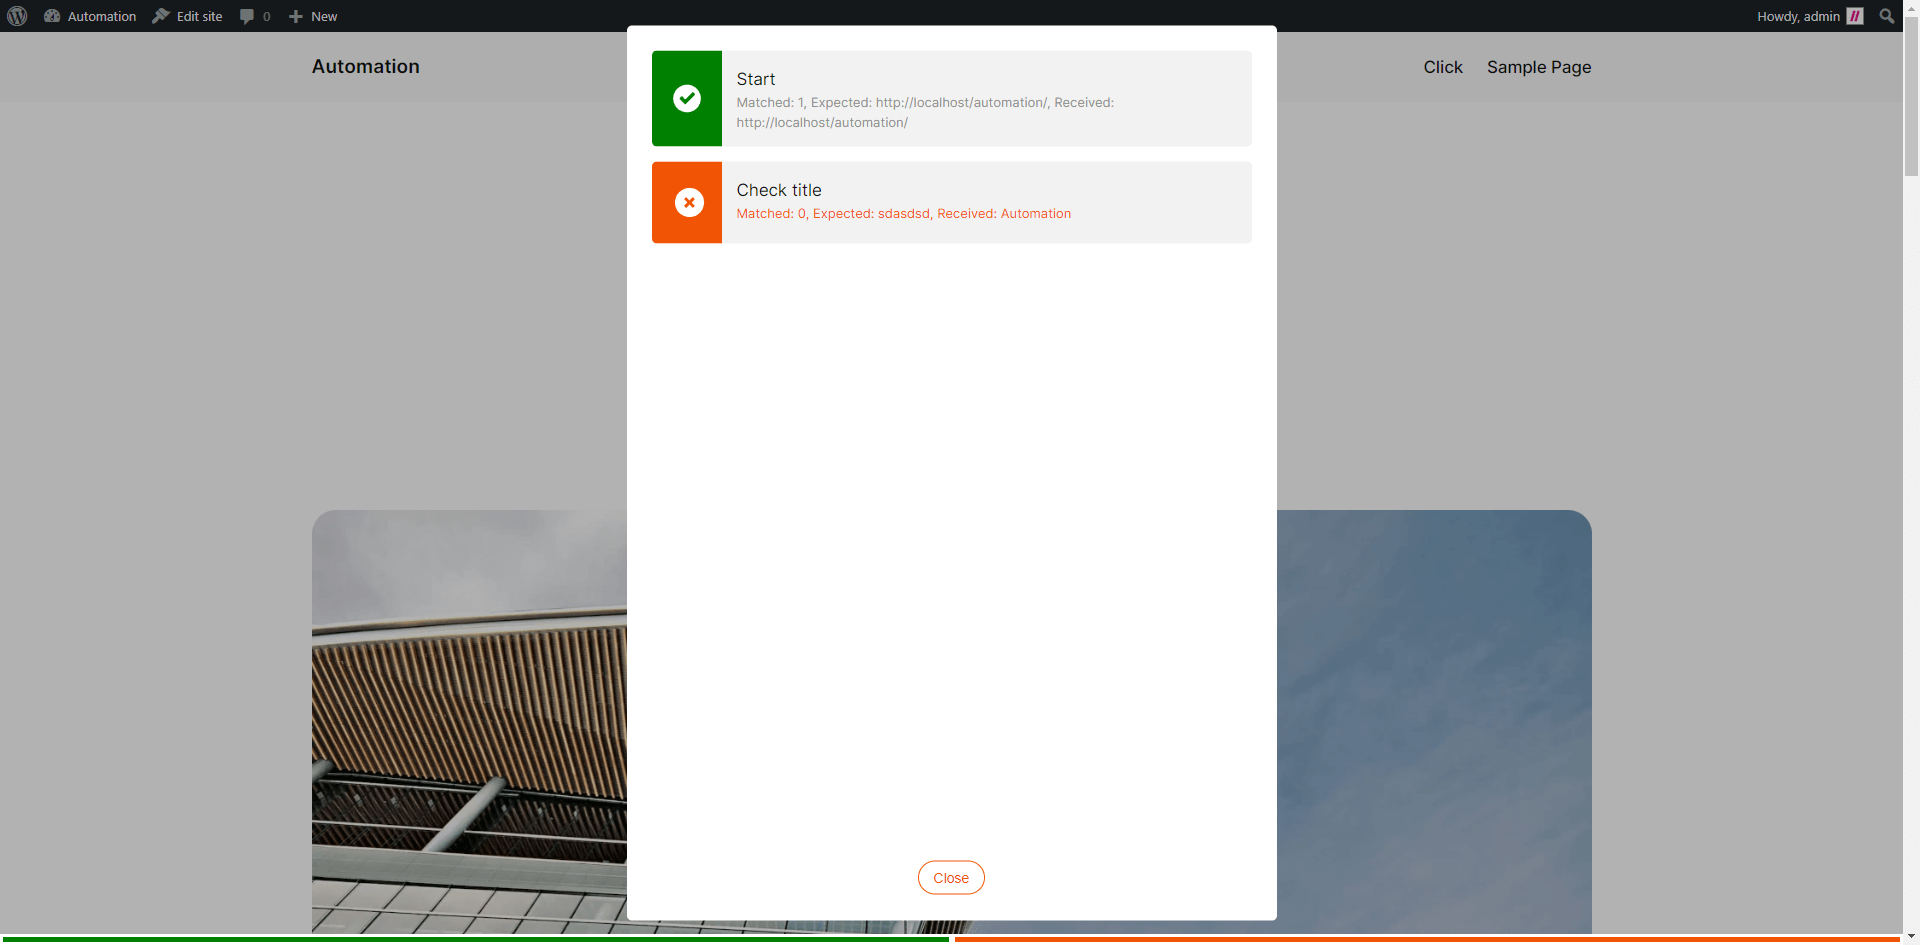 Automation
Edit site
0
New
Howdy, admin
Automation
Click
Sample Page
Start
Matched: 1, Expected: http://localhost/automation/, Received:
http://localhost/automation/
Check title
Matched: 0, Expected: sdasdsd, Received: Automation
Close